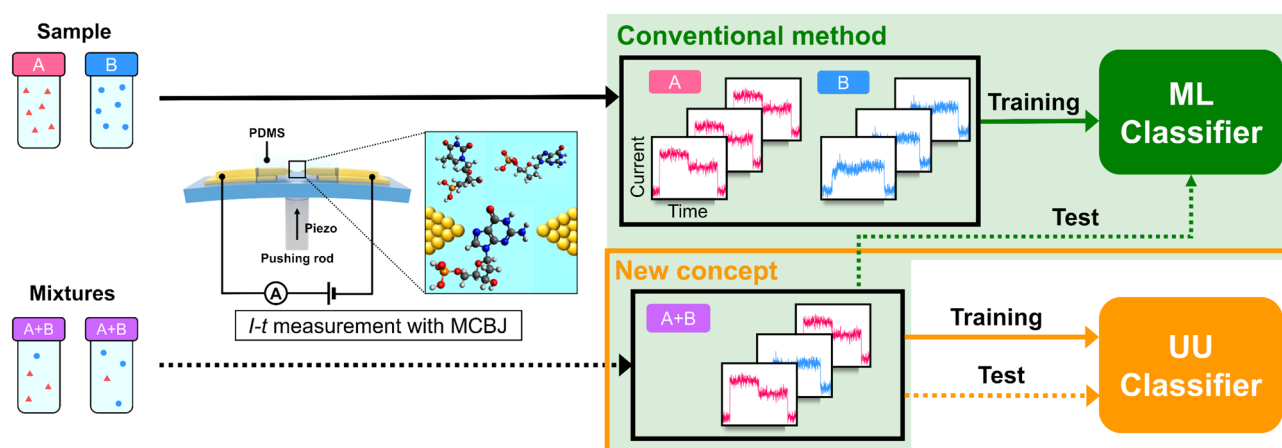 Sample
A
B
PDMS
Piezo
Pushing rod
A
I-t measurement with MCBJ
Mixtures
A+B
A+B
Conventional method
A
B
Current
Time
Training
ML
Classifier
Test
New concept
A+B
Training
Test
UU
Classifier